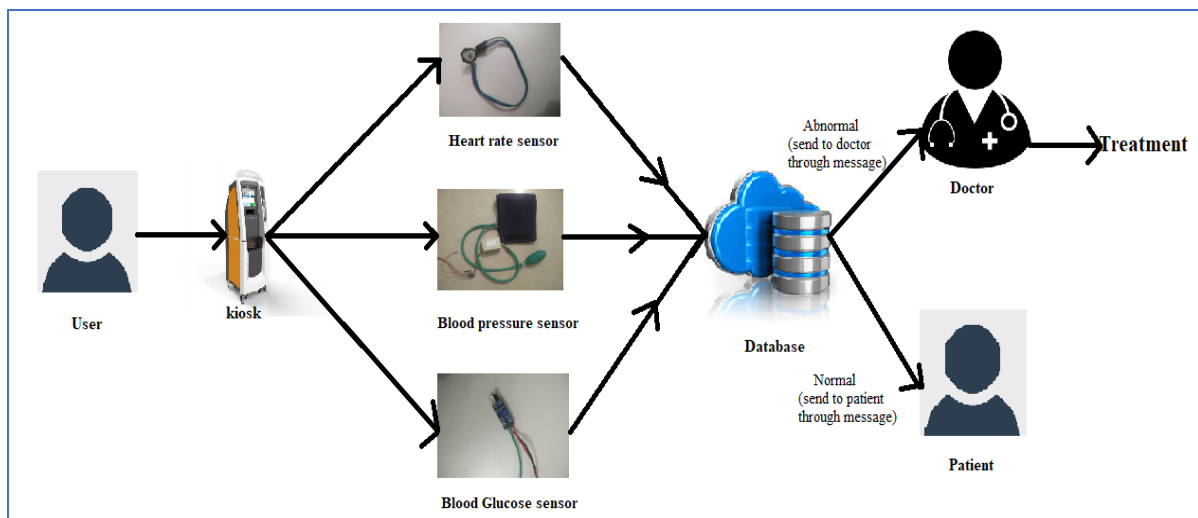 User
kiosk
Heart rate sensor
Blood pressure sensor
Blood Glucose sensor
Database
Abnormal
(send to doctor
through message)
Doctor
Treatment
Normal
(send to patient
through message)
Patient